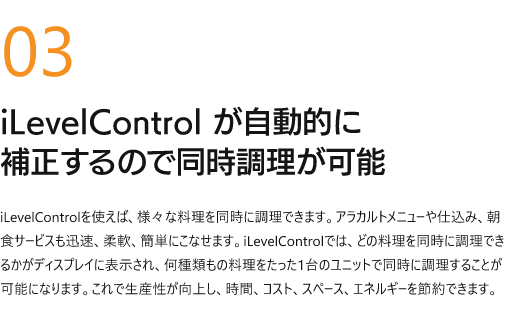 03
iLevelControl が自動的に
補正するので同時調理が可能
iLevelControlを使えば、様々な料理を同時に調理できます。アラカルトメニューや仕込み、朝
食サービスも迅速、柔軟、簡単にこなせます。iLevelControlでは、どの料理を同時に調理でき
るかがディスプレイに表示され、何種類もの料理をたった1台のユニットで同時に調理することが
可能になります。これで生産性が向上し、時間、コスト、スペース、エネルギーを節約できます。